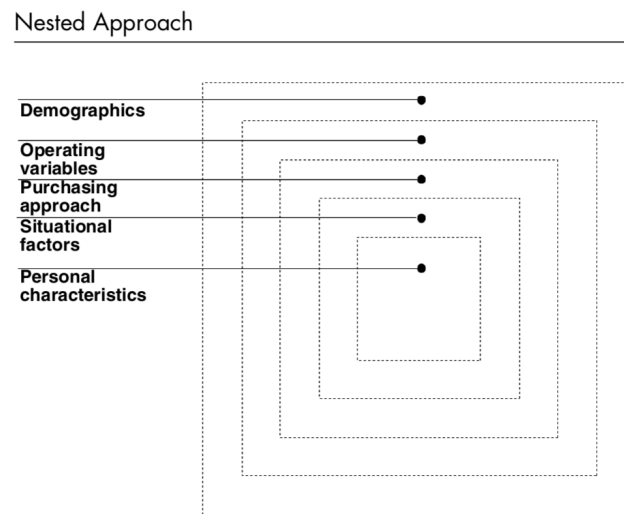 Nested Approach
Demographics
Operating
variables
Purchasing
approach
Situational
factors
Personal
characteristics